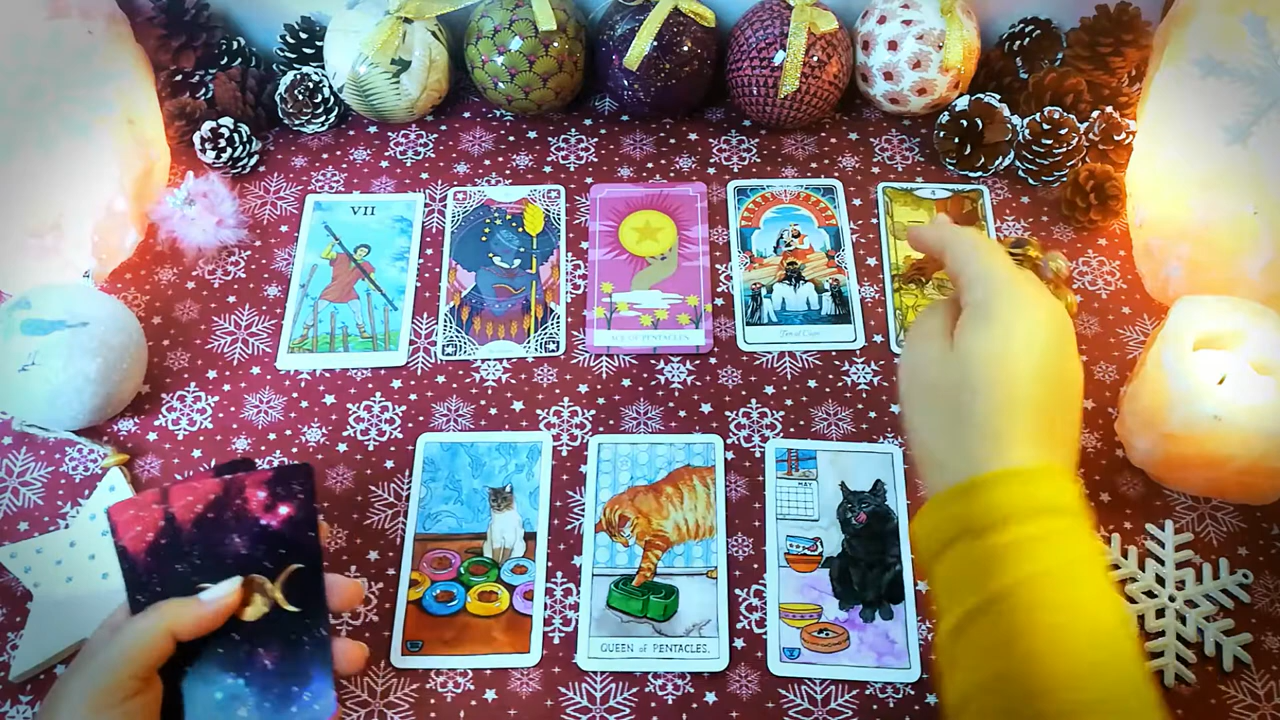 VII
ACE OF PENTACLES
Ten of Cups
4
MAY
QUEEN of PENTACLES.